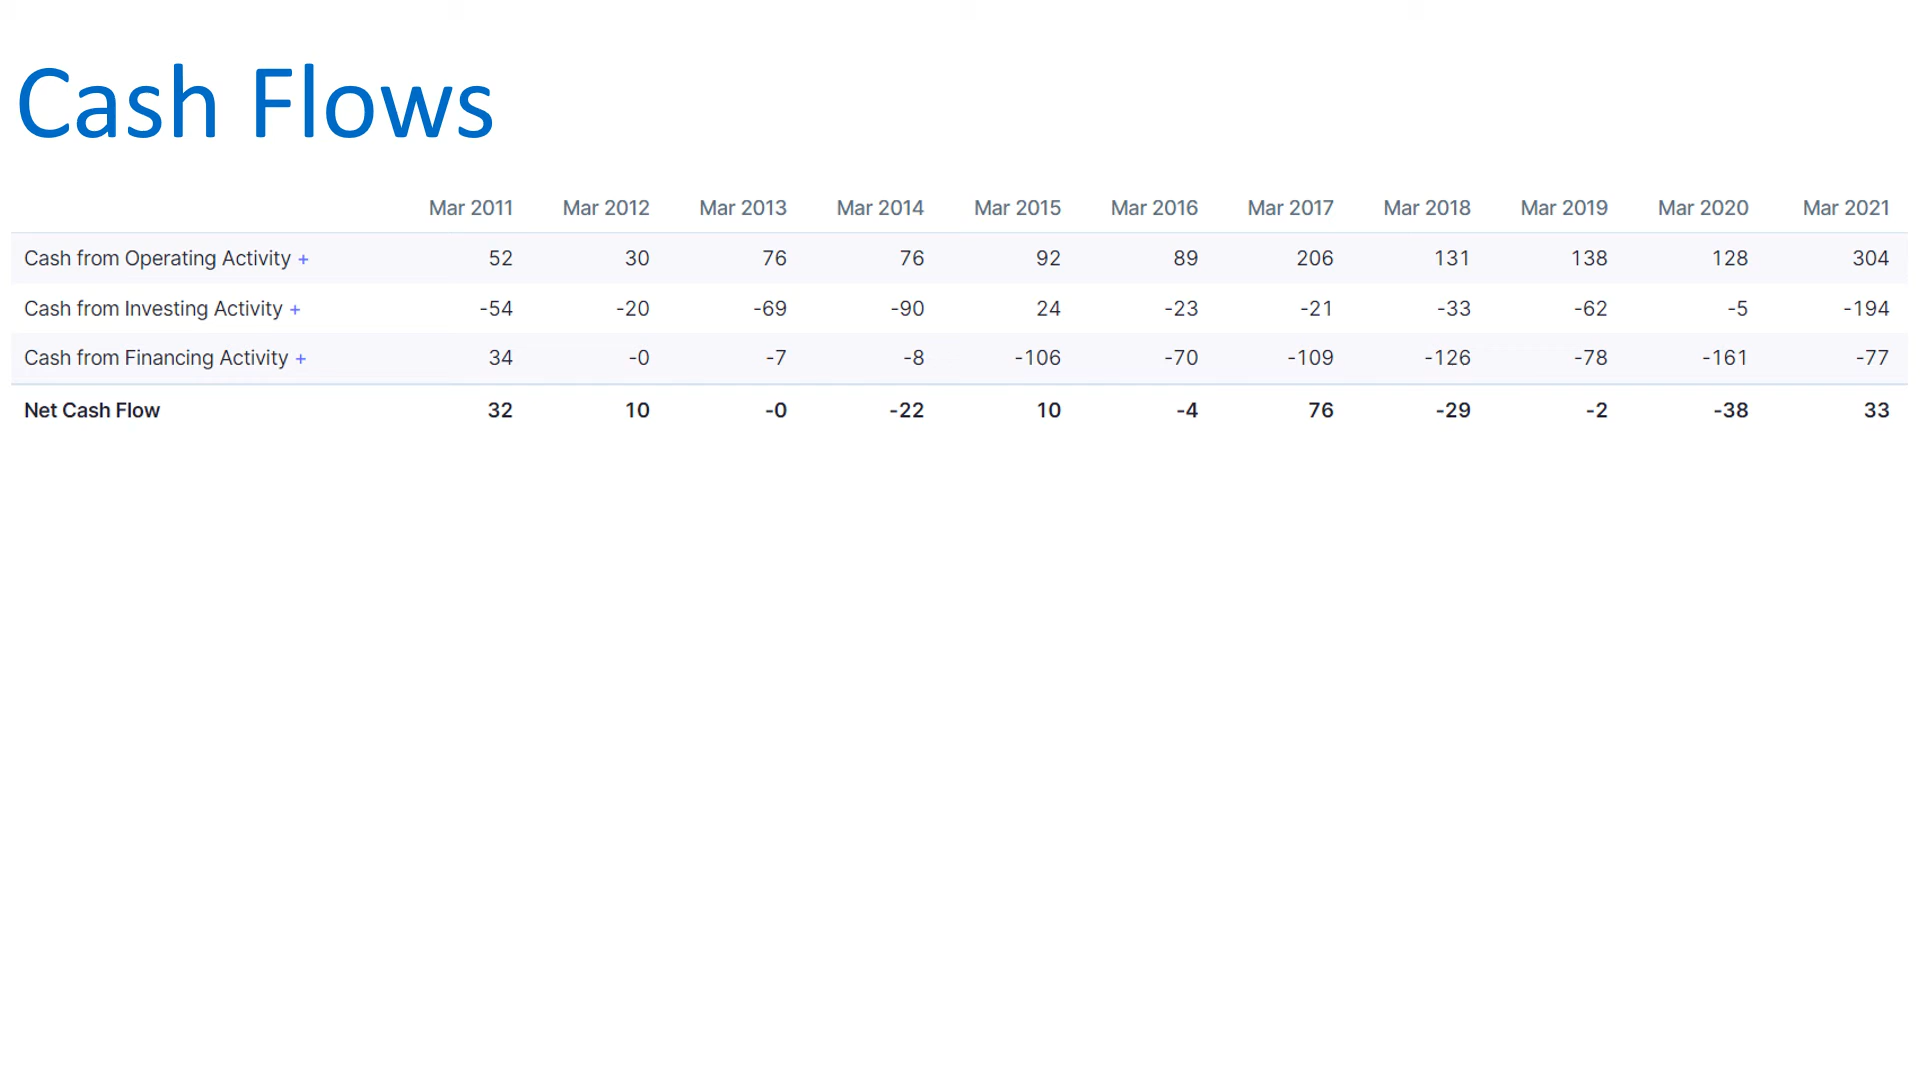 Cash Flows
Mar 2011 Mar 2012 Mar 2013 Mar 2014 Mar 2015 Mar 2016 Mar 2017 Mar 2018 Mar 2019 Mar 2020 Mar 2021
Cash from Operating Activity + 52 30 76 76 92 89 206 131 138 128 304
Cash from Investing Activity + -54 -20 -69 -90 24 -23 -21 -33 -62 -5 -194
Cash from Financing Activity + 34 -0 -7 -8 -106 -70 -109 -126 -78 -161 -77
Net Cash Flow 32 10 -0 -22 10 -4 76 -29 -2 -38 33